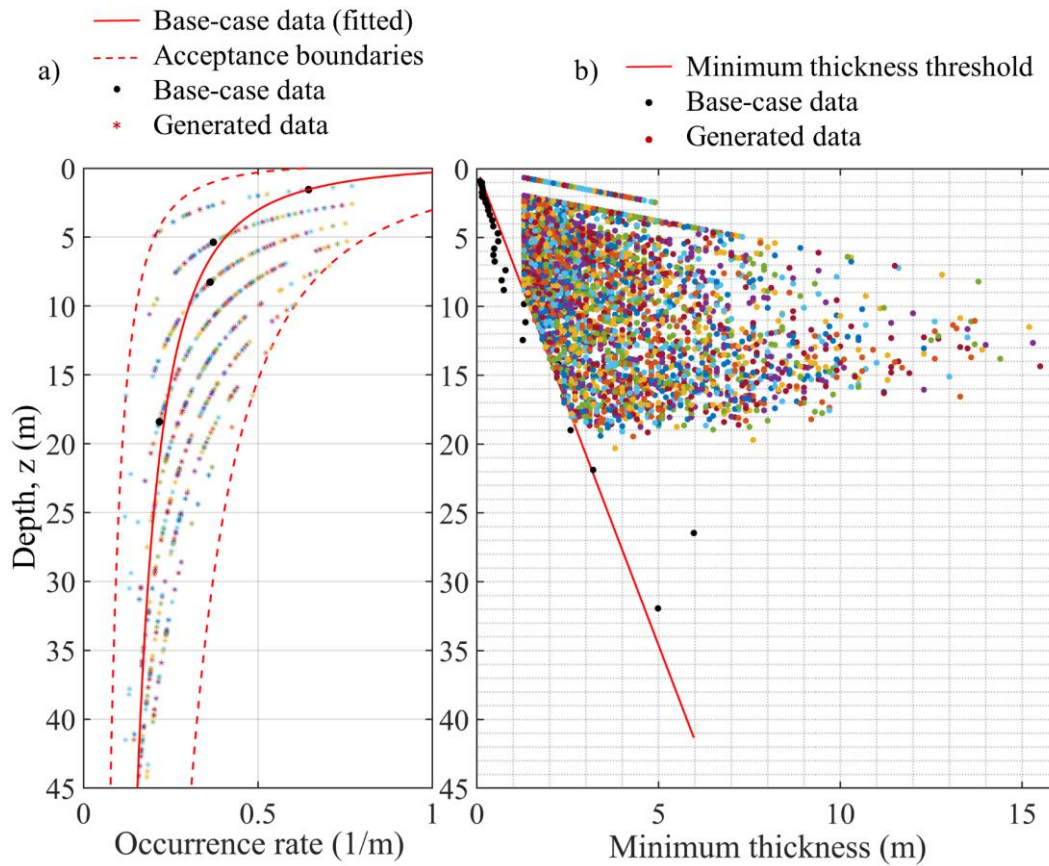 Base-case data (fitted)
Acceptance boundaries
a)
Base-case data
Generated data
b)
Minimum thickness threshold
Base-case data
Generated data
0
5
10
15
20
25
30
35
40
45
Depth, z (m)
0
0.5
1
Occurrence rate (1/m)
0
5
10
15
20
25
30
35
40
45
0
5
10
15
Minimum thickness (m)